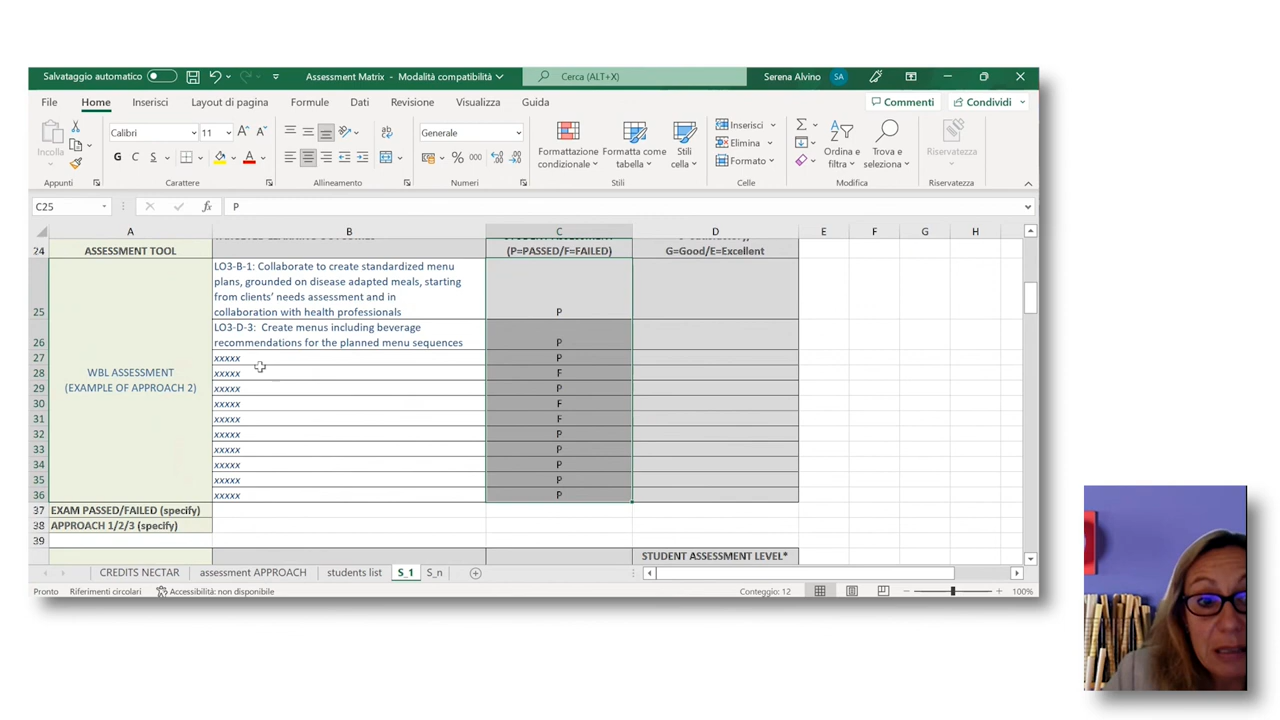 Salvataggio automatico Assessment Matrix - Modalità compatibilità Cerca (ALT+X) Serena Alvino SA
File Home Inserisci Layout di pagina Formule Dati Revisione Visualizza Guida Commenti Condividi
Incolla Calibri 11 Generale Inserisci
G C S % 000 Elimina
Formattazione condizionale Formato come tabella Stili cella Formato Ordina e filtra Trova e seleziona Riservatezza
Appunti Carattere Allineamento Numeri Stili Celle Modifica Riservatezza
C25 fx P
A B C D E F G H
24 ASSESSMENT TOOL (P=PASSED/F=FAILED) G=Good/E=Excellent
LO3-B-1: Collaborate to create standardized menu
plans, grounded on disease adapted meals, starting
from clients' needs assessment and in
25 collaboration with health professionals P
LO3-D-3: Create menus including beverage
26 recommendations for the planned menu sequences P
27 xxxxx P
28 WBL ASSESSMENT xxxxx F
29 (EXAMPLE OF APPROACH 2) xxxxx P
30 xxxxx F
31 xxxxx F
32 xxxxx P
33 xxxxx P
34 xxxxx P
35 xxxxx P
36 xxxxx P
37 EXAM PASSED/FAILED (specify)
38 APPROACH 1/2/3 (specify)
39
STUDENT ASSESSMENT LEVEL*
CREDITS NECTAR assessment APPROACH students list S_1 S_n
Pronto Riferimenti circolari Accessibilità: non disponibile Conteggio: 12 100%